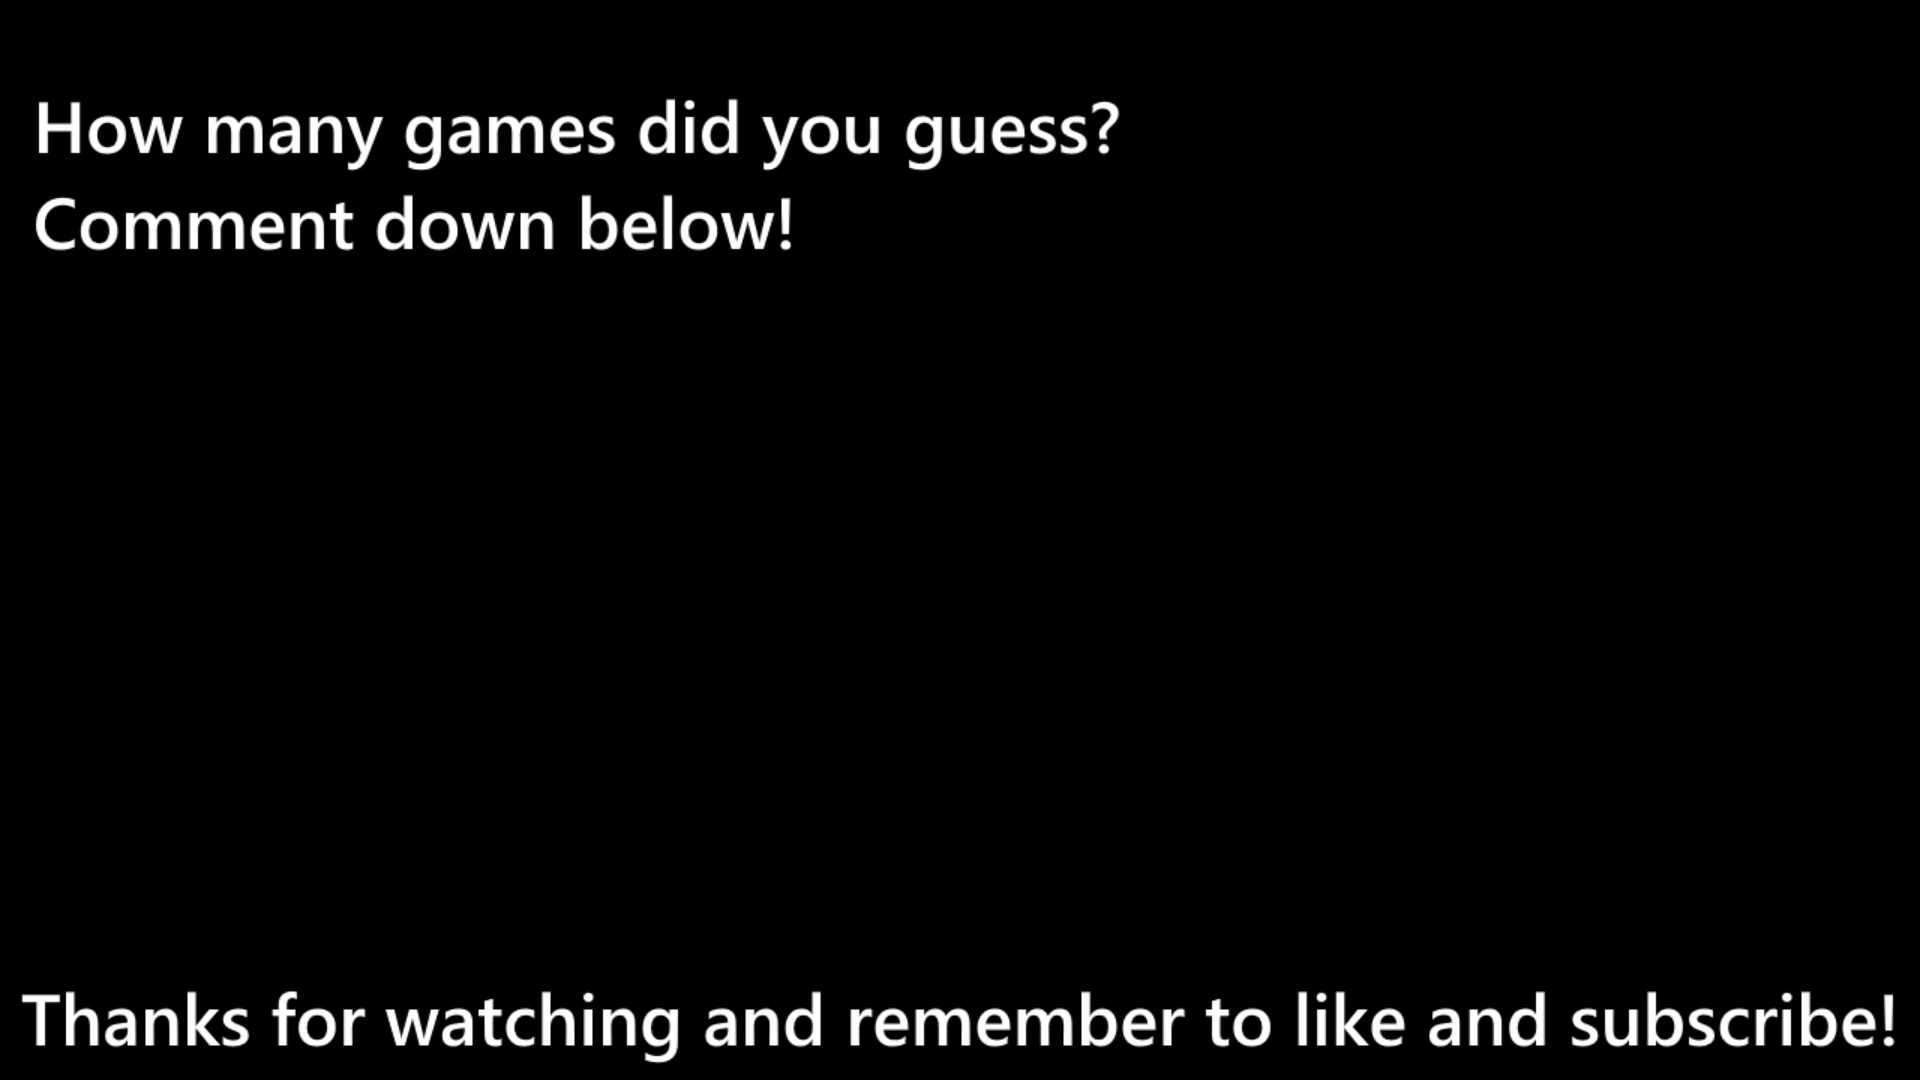 How many games did you guess?
Comment down below!
Thanks for watching and remember to like and subscribe!